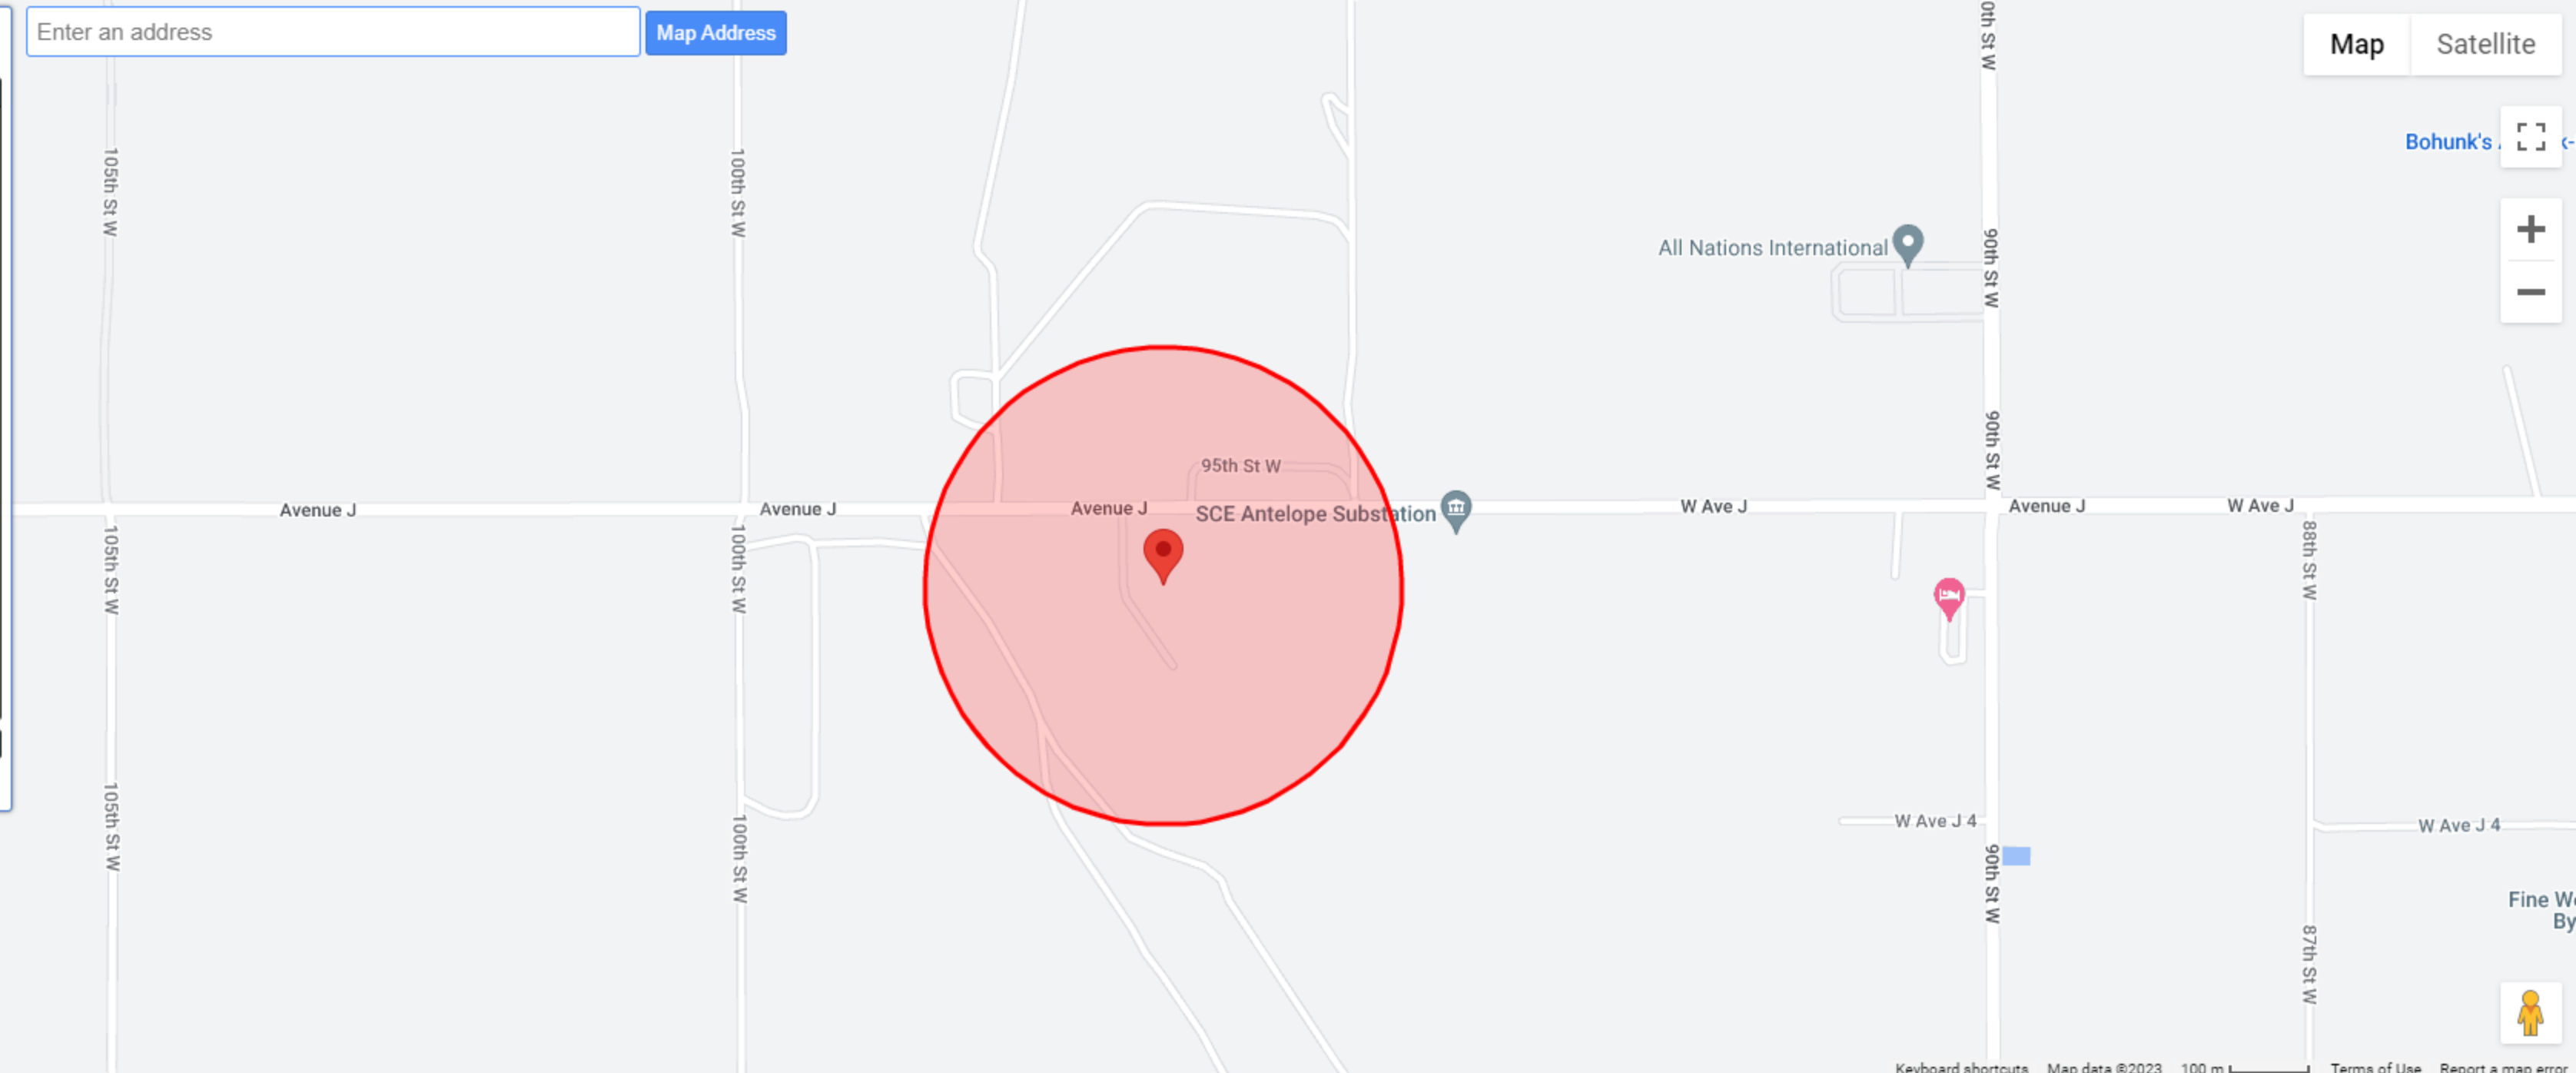 Enter an address
Map Address
Map
Satellite
0th St W
105th St W
100th St W
Bohunk's
All Nations International
90th St W
90th St W
95th St W
Avenue J
Avenue J
Avenue J
SCE Antelope Substation
W Ave J
Avenue J
W Ave J
105th St W
100th St W
88th St W
105th St W
100th St W
W Ave J 4
W Ave J 4
90th St W
Fine
By
87th St W
Keyboard shortcuts
Map data ©2023
100 m
Terms of Use
Report a map error